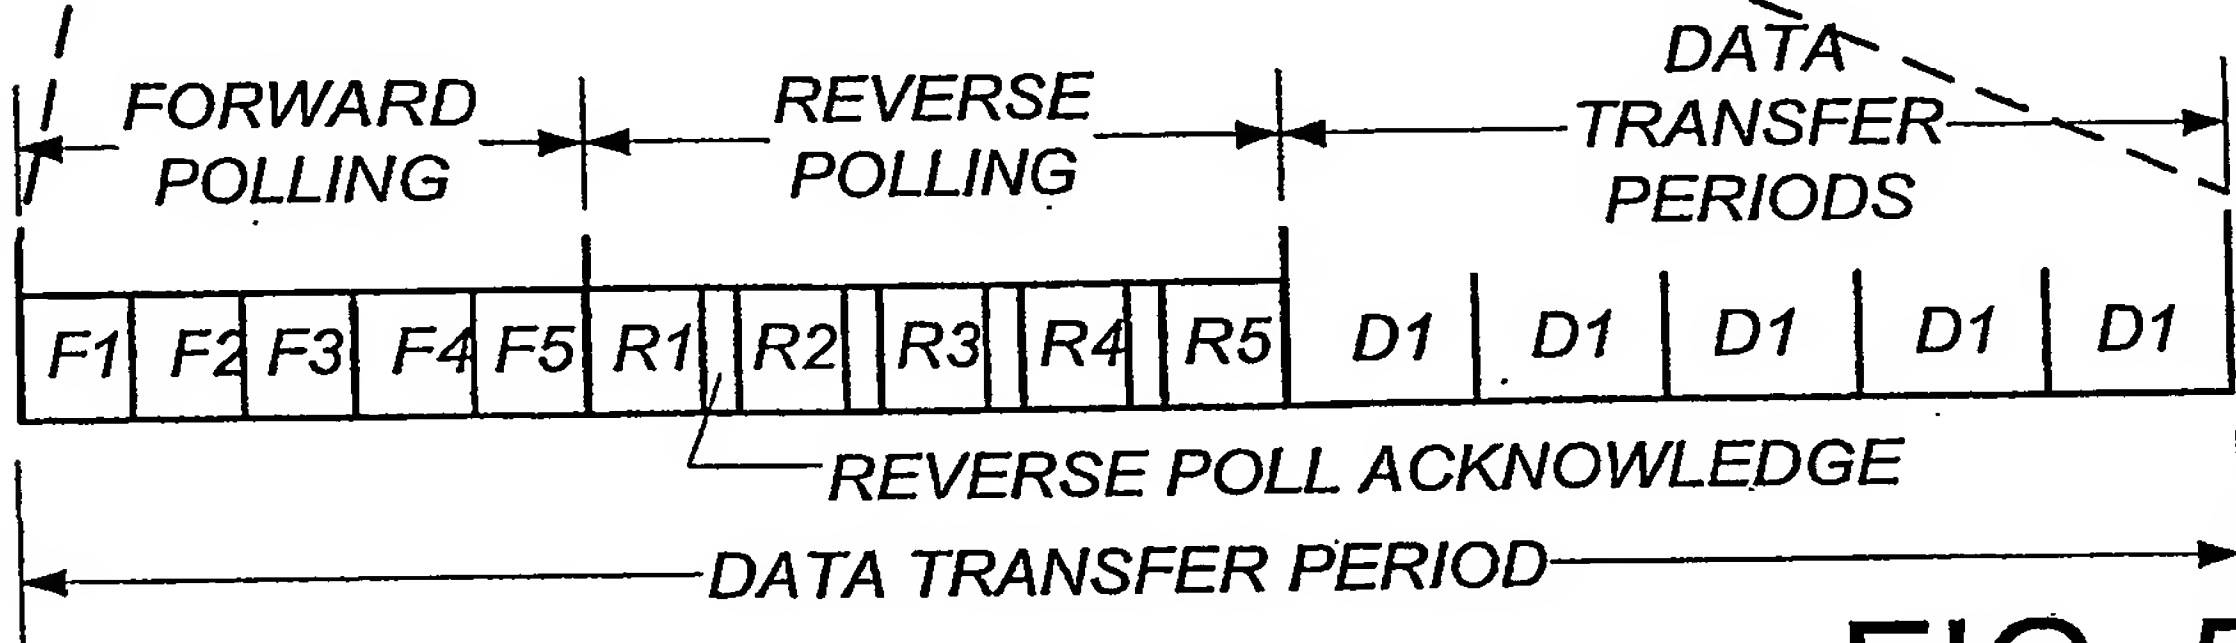 FORWARD
POLLING
REVERSE
POLLING
DATA
TRANSFER
PERIODS
F1 F2 F3 F4 F5 R1 R2 R3 R4 R5 D1 D1 D1 D1 D1
REVERSE POLL ACKNOWLEDGE
DATA TRANSFER PERIOD